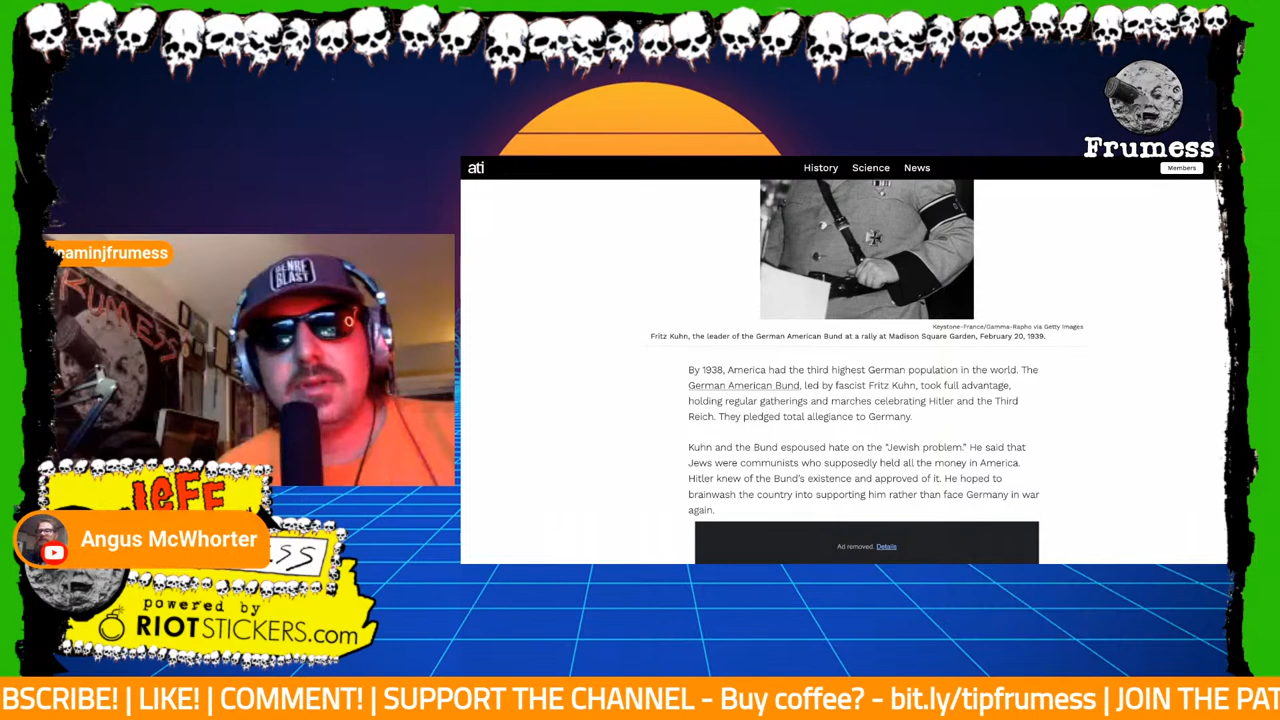 Frumess
ati
History Science News
Members
f
Keystone-France/Gamma-Rapho via Getty Images
Fritz Kuhn, the leader of the German American Bund at a rally at Madison Square Garden, February 20, 1939.
By 1938, America had the third highest German population in the world. The
German American Bund, led by fascist Fritz Kuhn, took full advantage,
holding regular gatherings and marches celebrating Hitler and the Third
Reich. They pledged total allegiance to Germany.
Kuhn and the Bund espoused hate on the “Jewish problem.” He said that
Jews were communists who supposedly held all the money in America.
Hitler knew of the Bund's existence and approved of it. He hoped to
brainwash the country into supporting him rather than face Germany in war
again.
Ad removed. Details
aminjfrumess
RUMESS
GENRE
BLAST
JEFF
Angus McWhorter
ESS
powered by
RIOTSTICKERS.com
BSCRIBE! | LIKE! | COMMENT! | SUPPORT THE CHANNEL - Buy coffee? - bit.ly/tipfrumess | JOIN THE PAT